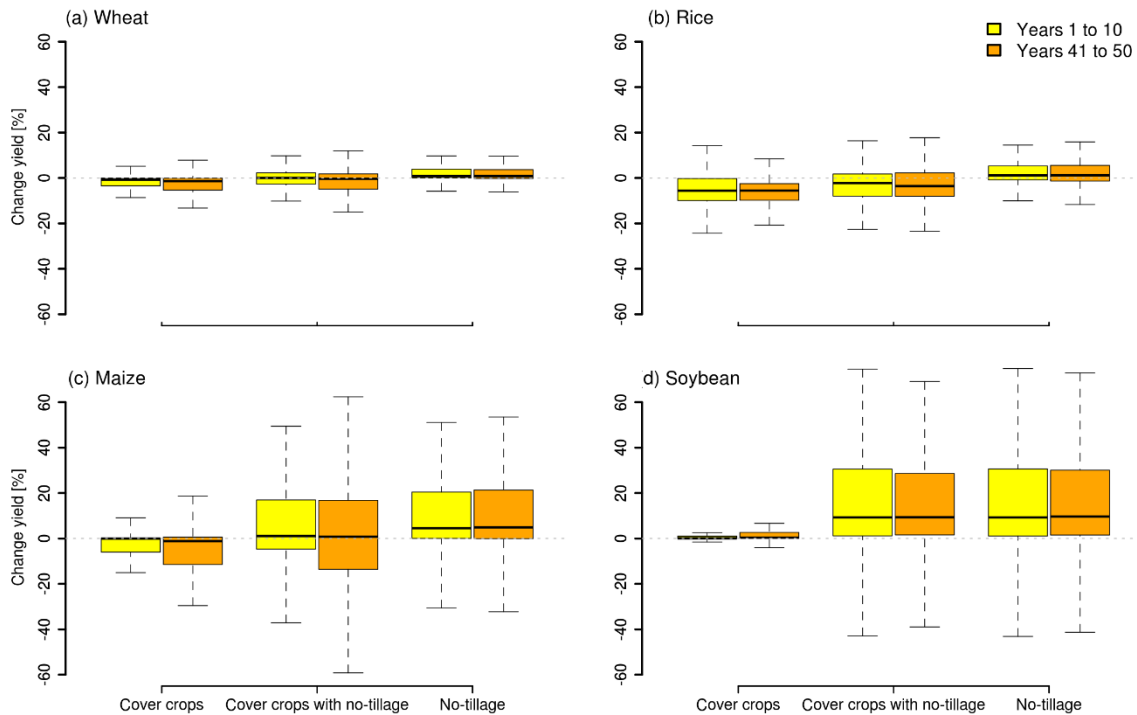 (a) Wheat
Change yield [%]
60
40
20
0
-20
-40
-60
(b) Rice
Years 1 to 10
Years 41 to 50
60
40
20
0
-20
-40
-60
(c) Maize
Change yield [%]
60
40
20
0
-20
-40
-60
Cover crops
Cover crops with no-tillage
No-tillage
d) Soybean
60
40
20
0
-20
-40
-60
Cover crops
Cover crops with no-tillage
No-tillage